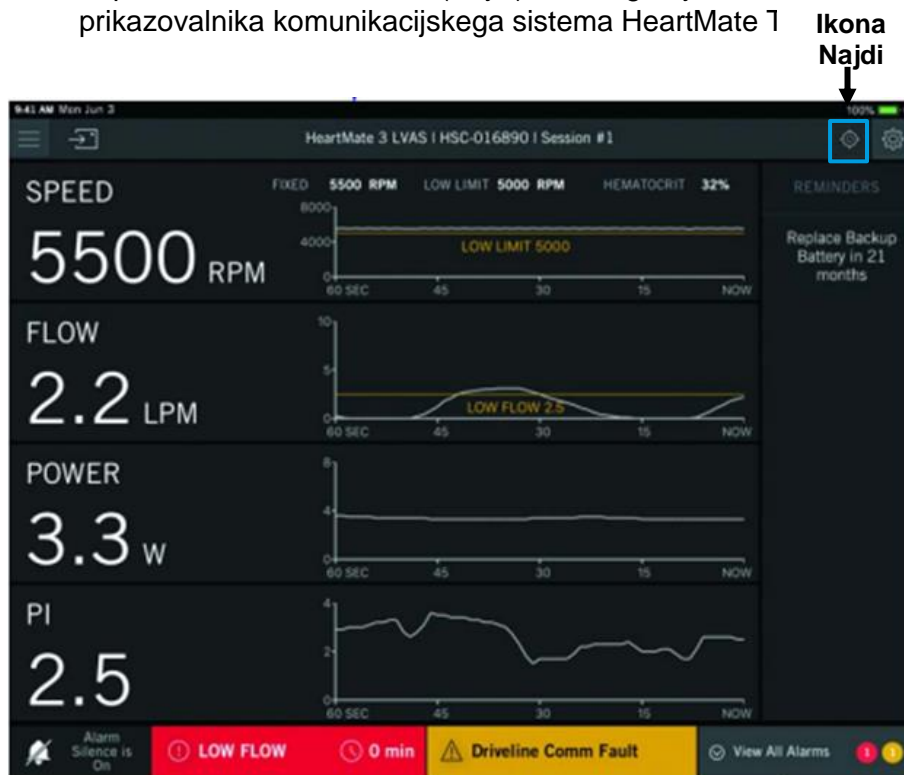 prikazovalnika komunikacijskega sistema HeartMate
Ikona
Najdi
9:41 AM Mon Jun 3
100%
HeartMate 3 LVAS | HSC-016890 | Session #1
SPEED
5500 RPM
FIXED 5500 RPM LOW LIMIT 5000 RPM HEMATOCRIT 32%
8000
4000
0
LOW LIMIT 5000
60 SEC 45 30 15 NOW
REMINDERS
Replace Backup
Battery in 21
months
FLOW
2.2 LPM
10
5
0
LOW FLOW 2.5
60 SEC 45 30 15 NOW
POWER
3.3 W
8
4
0
60 SEC 45 30 15 NOW
PI
2.5
4
2
0
60 SEC 45 30 15 NOW
Alarm
Silence is
On
LOW FLOW 0 min
Driveline Comm Fault
View All Alarms 1 1